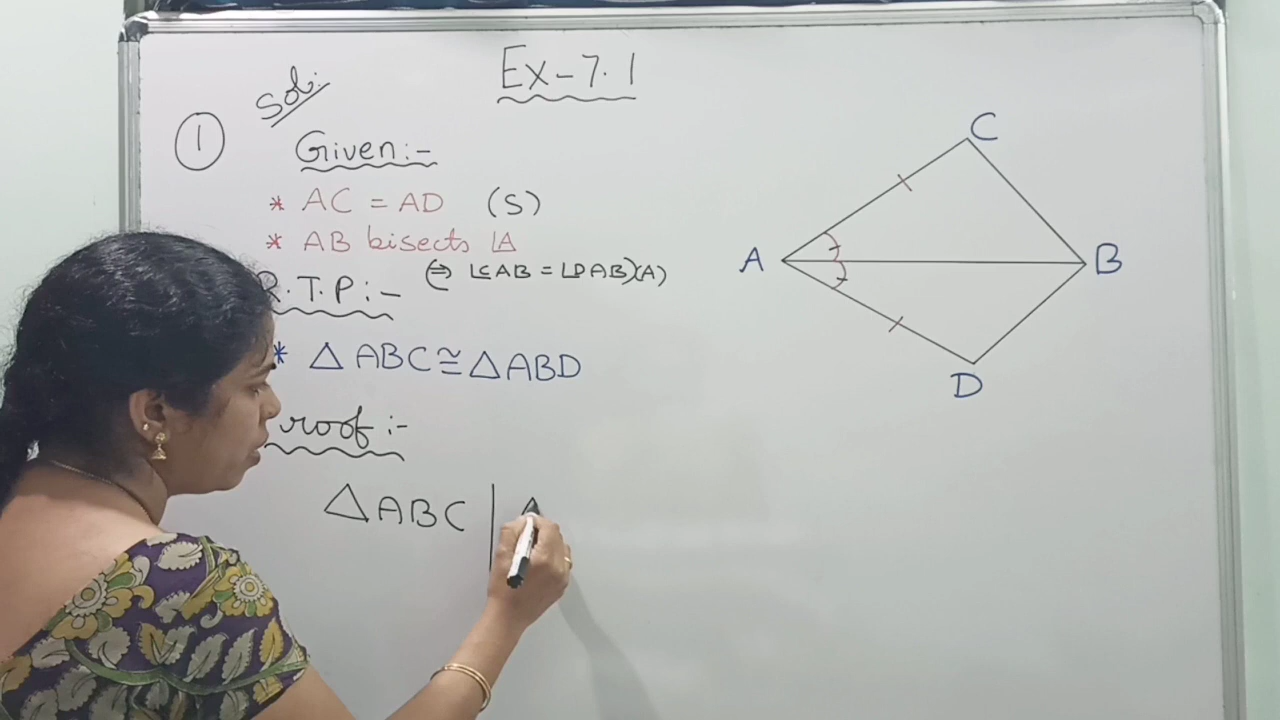 Ex-7.1
Sol:
1
Given:-
* AC = AD (S)
* AB bisects ∠A
(⇒ ∠CAB = ∠DAB)(A)
R.T.P:-
* △ABC ≅ △ABD
roof:-
△ABC | △
C
A
B
D